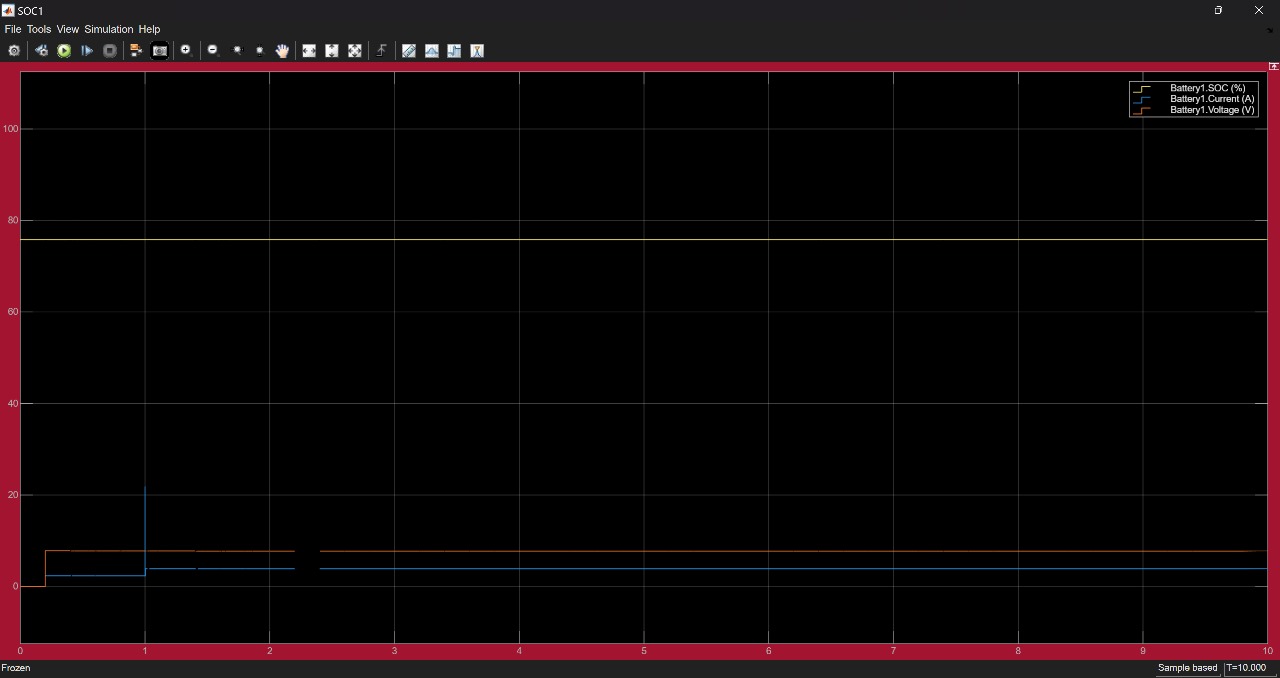 SOC1
File Tools View Simulation Help
Battery1.SOC (%)
Battery1.Current (A)
Battery1.Voltage (V)
100
80
60
40
20
0
0 1 2 3 4 5 6 7 8 9 10
Frozen
Sample based T=10.000